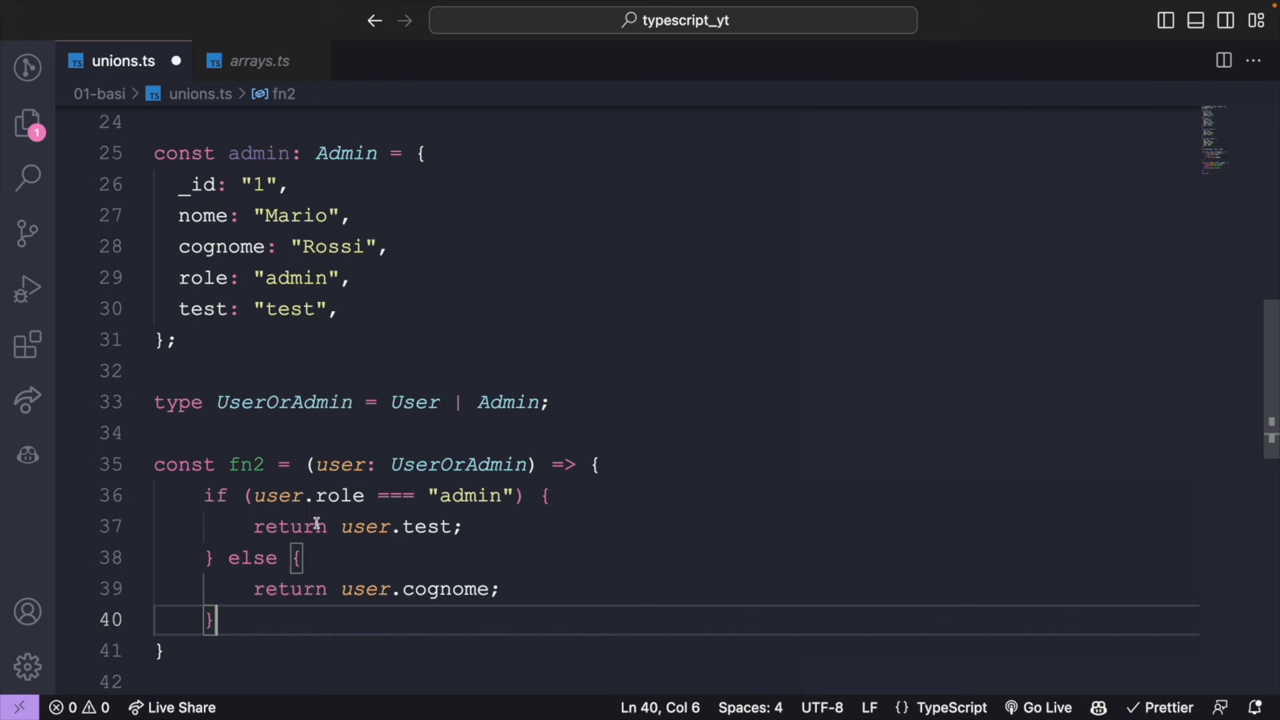 typescript_yt
unions.ts
arrays.ts
01-basi > unions.ts > fn2
1
24
25 const admin: Admin = {
26 _id: "1",
27 nome: "Mario",
28 cognome: "Rossi",
29 role: "admin",
30 test: "test",
31 };
32
33 type UserOrAdmin = User | Admin;
34
35 const fn2 = (user: UserOrAdmin) => {
36 if (user.role === "admin") {
37 return user.test;
38 } else {
39 return user.cognome;
40 }
41 }
42
0 0 Live Share Ln 40, Col 6 Spaces: 4 UTF-8 LF {} TypeScript Go Live Prettier